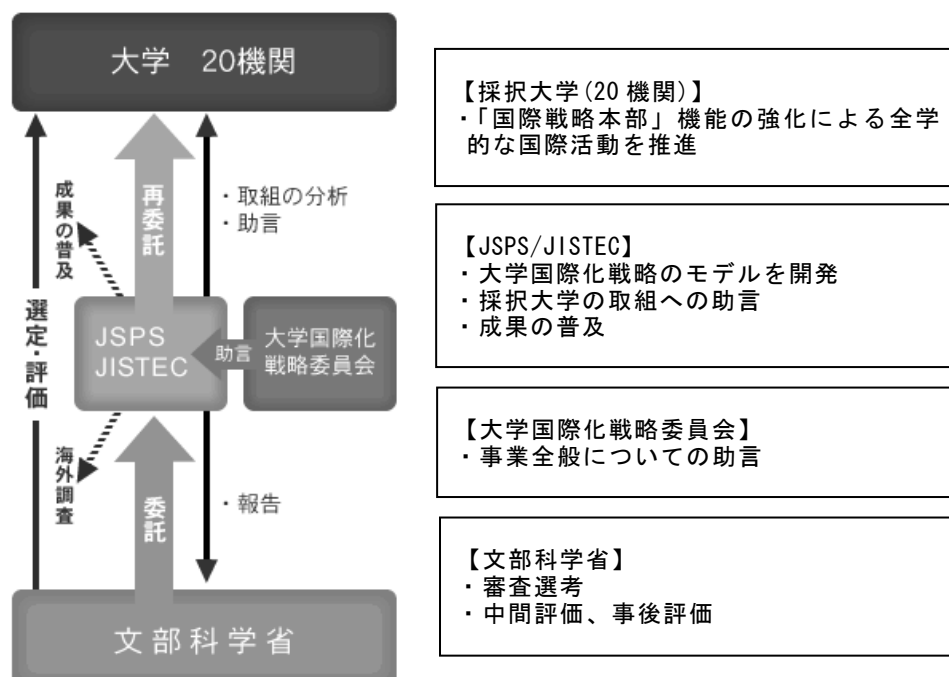 大学　20機関
成果の普及
再委託
・取組の分析
・助言
選定・評価
JSPS
JISTEC
助言
大学国際化
戦略委員会
海外調査
委託
・報告
文部科学省
【採択大学(20機関)】
・「国際戦略本部」機能の強化による全学
的な国際活動を推進
【JSPS/JISTEC】
・大学国際化戦略のモデルを開発
・採択大学の取組への助言
・成果の普及
【大学国際化戦略委員会】
・事業全般についての助言
【文部科学省】
・審査選考
・中間評価、事後評価